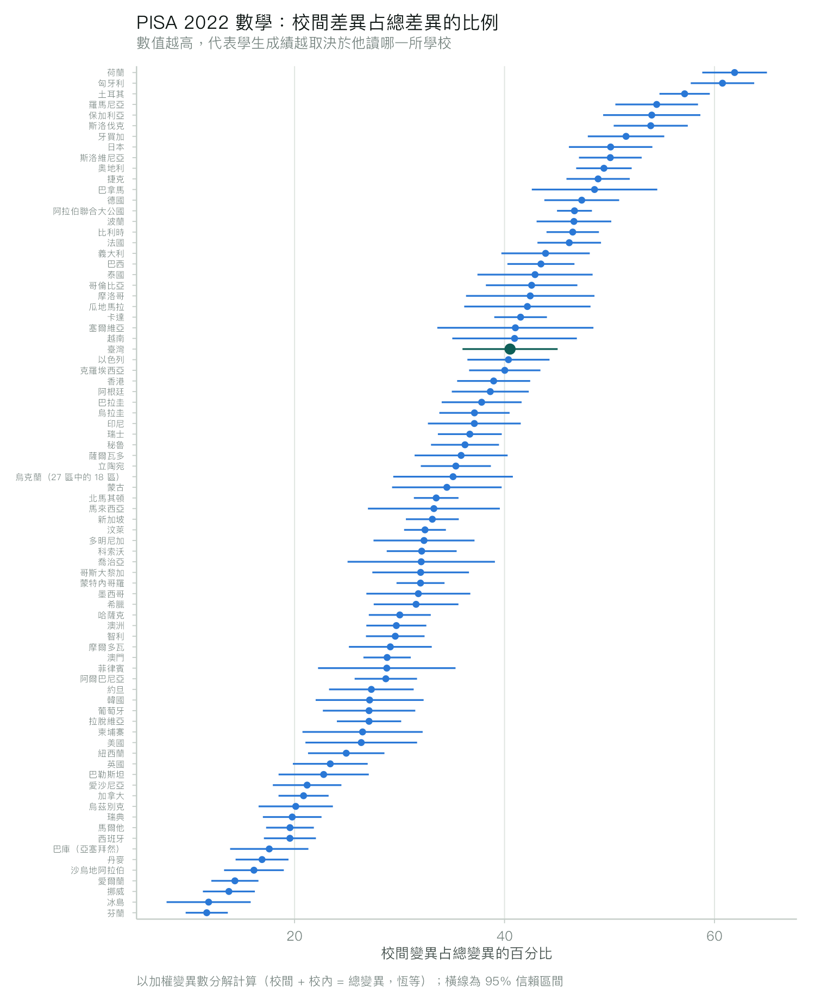 PISA 2022 數學：校間差異占總差異的比例
數值越高，代表學生成績越取決於他讀哪一所學校
荷蘭
匈牙利
土耳其
羅馬尼亞
保加利亞
斯洛伐克
牙買加
日本
斯洛維尼亞
奧地利
捷克
巴拿馬
德國
阿拉伯聯合大公國
波蘭
比利時
法國
義大利
巴西
泰國
哥倫比亞
摩洛哥
瓜地馬拉
卡達
塞爾維亞
越南
臺灣
以色列
克羅埃西亞
香港
阿根廷
巴拉圭
烏拉圭
印尼
瑞士
秘魯
薩爾瓦多
立陶宛
烏克蘭（27 區中的 18 區）
蒙古
北馬其頓
馬來西亞
新加坡
汶萊
多明尼加
科索沃
喬治亞
哥斯大黎加
蒙特內哥羅
墨西哥
希臘
哈薩克
澳洲
智利
摩爾多瓦
澳門
菲律賓
阿爾巴尼亞
約旦
韓國
葡萄牙
拉脫維亞
柬埔寨
美國
紐西蘭
英國
巴勒斯坦
愛沙尼亞
加拿大
烏茲別克
瑞典
馬爾他
西班牙
巴庫（亞塞拜然）
丹麥
沙烏地阿拉伯
愛爾蘭
挪威
冰島
芬蘭
20 40 60
校間變異占總變異的百分比
以加權變異數分解計算（校間 + 校內 = 總變異，恆等）；橫線為 95% 信賴區間